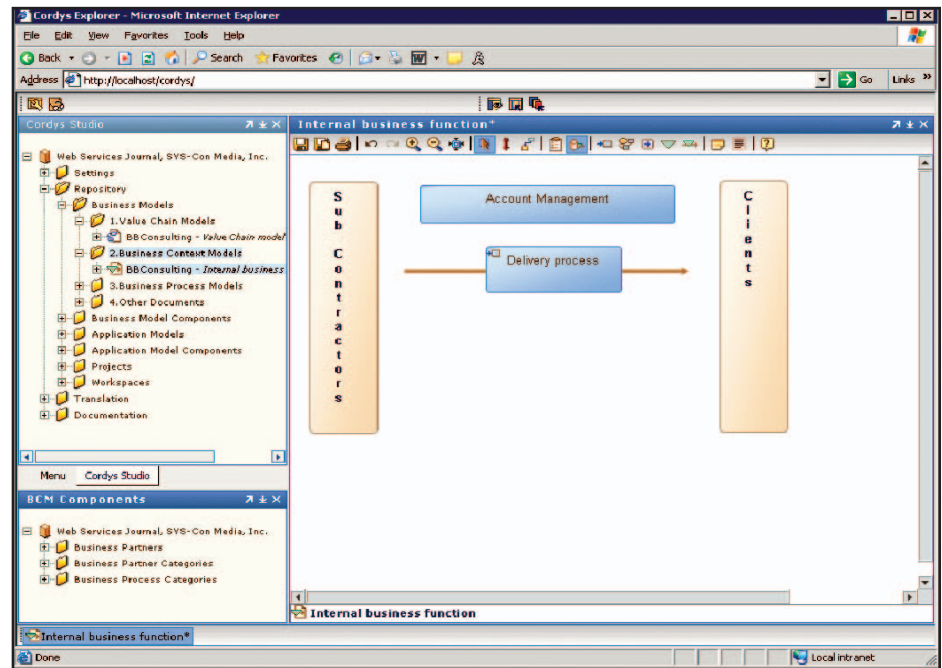 Cordys Explorer - Microsoft Internet Explorer
File Edit View Favorites Tools Help
Back Search Favorites
Address http://localhost/cordys/ Go Links »
Cordys Studio
Web Services Journal, SYS-Con Media, Inc.
Settings
Repository
Business Models
1.Value Chain Models
BBConsulting - Value Chain model
2.Business Context Models
BBConsulting - Internal business
3.Business Process Models
4.Other Documents
Business Model Components
Application Models
Application Model Components
Projects
Workspaces
Translation
Documentation
Menu Cordys Studio
BCM Components
Web Services Journal, SYS-Con Media, Inc.
Business Partners
Business Partner Categories
Business Process Categories
Internal business function*
Sub Contractors
Account Management
Delivery process
Clients
Internal business function
Internal business function*
Done Local intranet